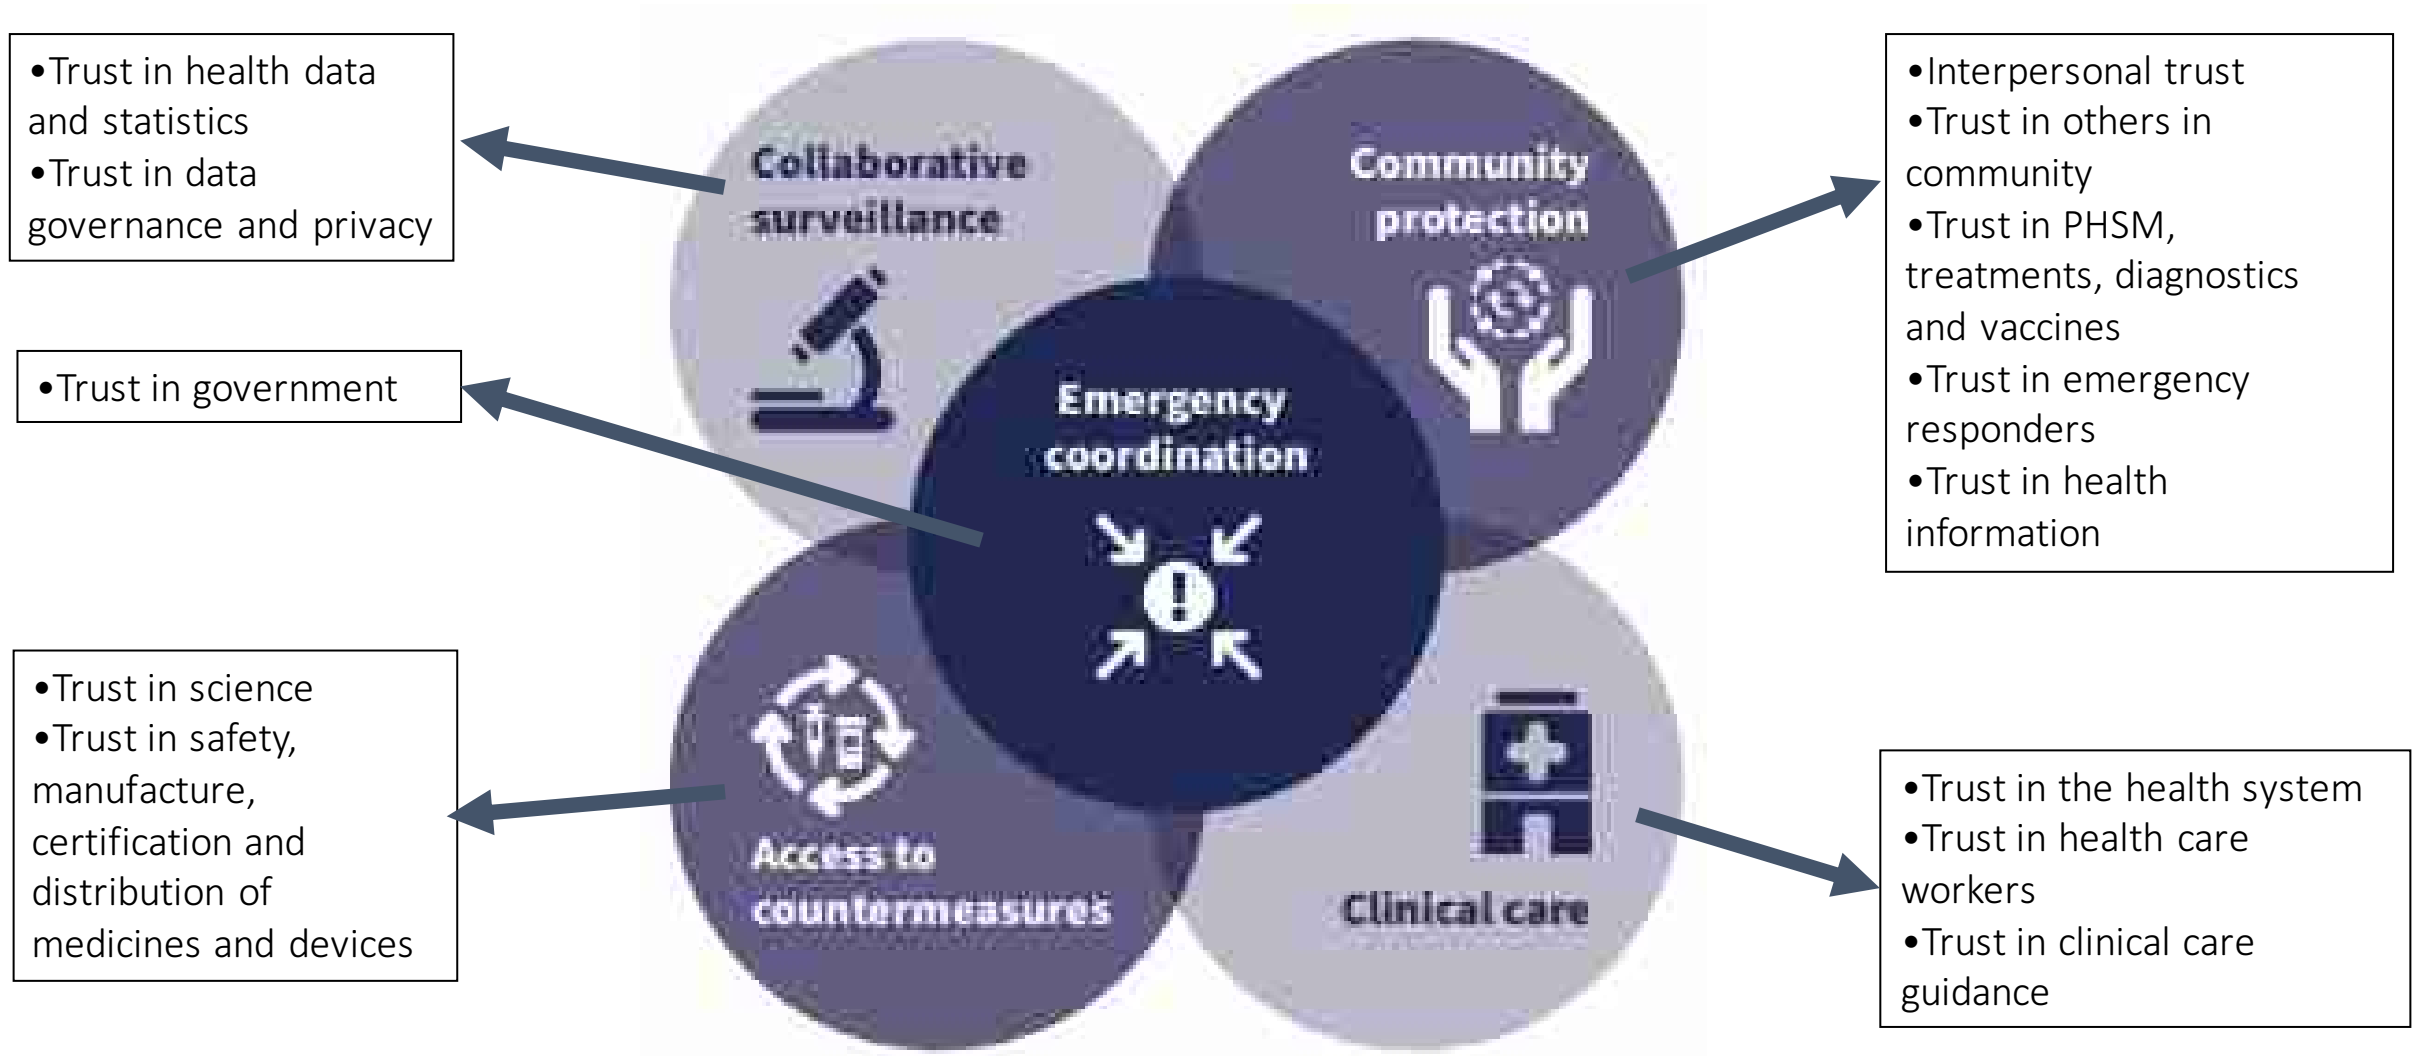 •Trust in health data
and statistics
•Trust in data
governance and privacy
•Trust in government
•Trust in science
•Trust in safety,
manufacture,
certification and
distribution of
medicines and devices
Collaborative
surveillance
Community
protection
Emergency
coordination
Access to
countermeasures
Clinical care
•Interpersonal trust
•Trust in others in
community
•Trust in PHSM,
treatments, diagnostics
and vaccines
•Trust in emergency
responders
•Trust in health
information
•Trust in the health system
•Trust in health care
workers
•Trust in clinical care
guidance